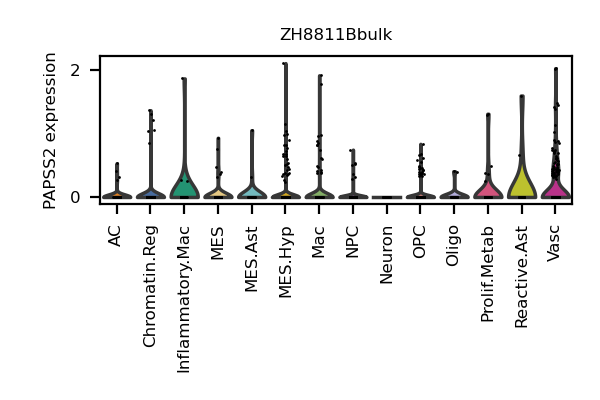 ZH8811Bbulk
PAPSS2 expression
2
0
AC
Chromatin.Reg
Inflammatory.Mac
MES
MES.Ast
MES.Hyp
Mac
NPC
Neuron
OPC
Oligo
Prolif.Metab
Reactive.Ast
Vasc